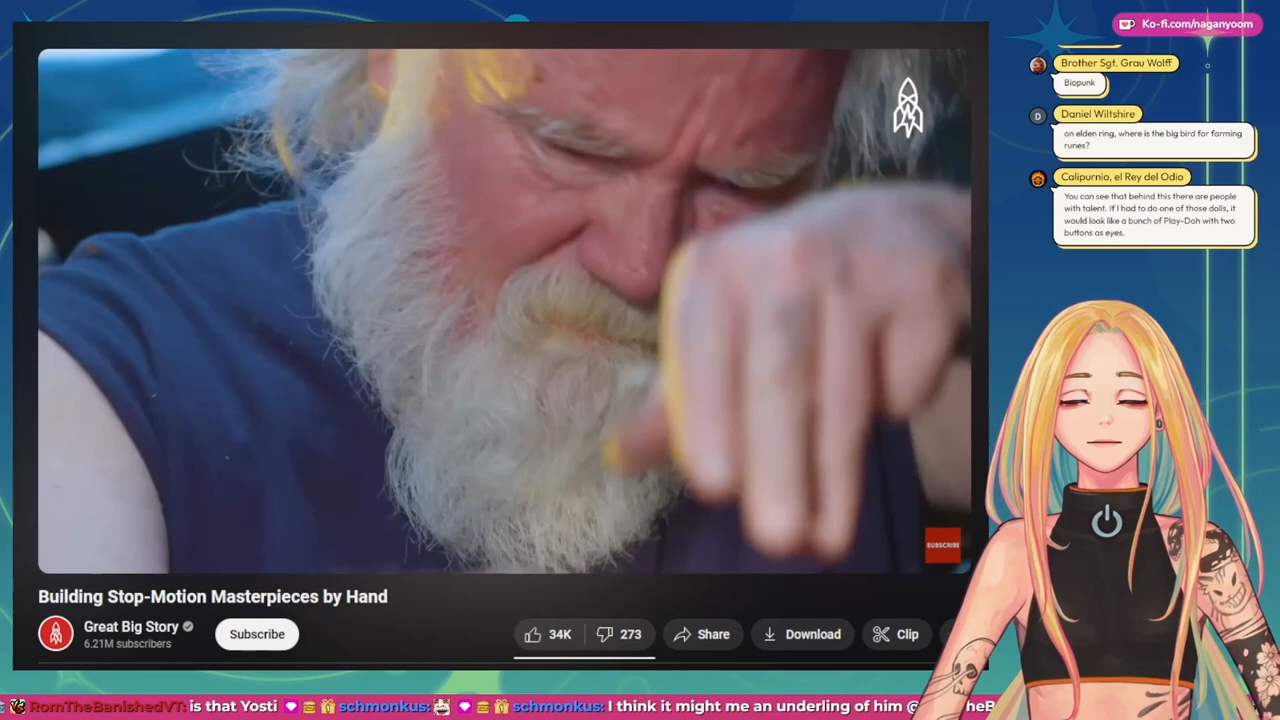 Ko-fi.com/naganyoom
Brother Sgt. Grau Wolff
Biopunk
D
Daniel Wiltshire
on elden ring, where is the big bird for farming
runes?
Calipurnio, el Rey del Odio
You can see that behind this there are people
with talent. If I had to do one of those dolls, it
would look like a bunch of Play-Doh with two
buttons as eyes.
SUBSCRIBE
Building Stop-Motion Masterpieces by Hand
Great Big Story
6.21M subscribers
Subscribe
34K
273
Share
Download
Clip
RomTheBanishedVT: is that Yosti schmonkus: schmonkus: I think it might me an underling of him @